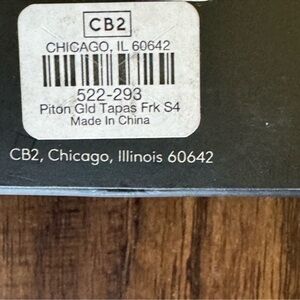 CB2
CHICAGO, IL 60642
522-293
Piton Gld Tapas Frk S4
Made In China
CB2, Chicago, Illinois 60642